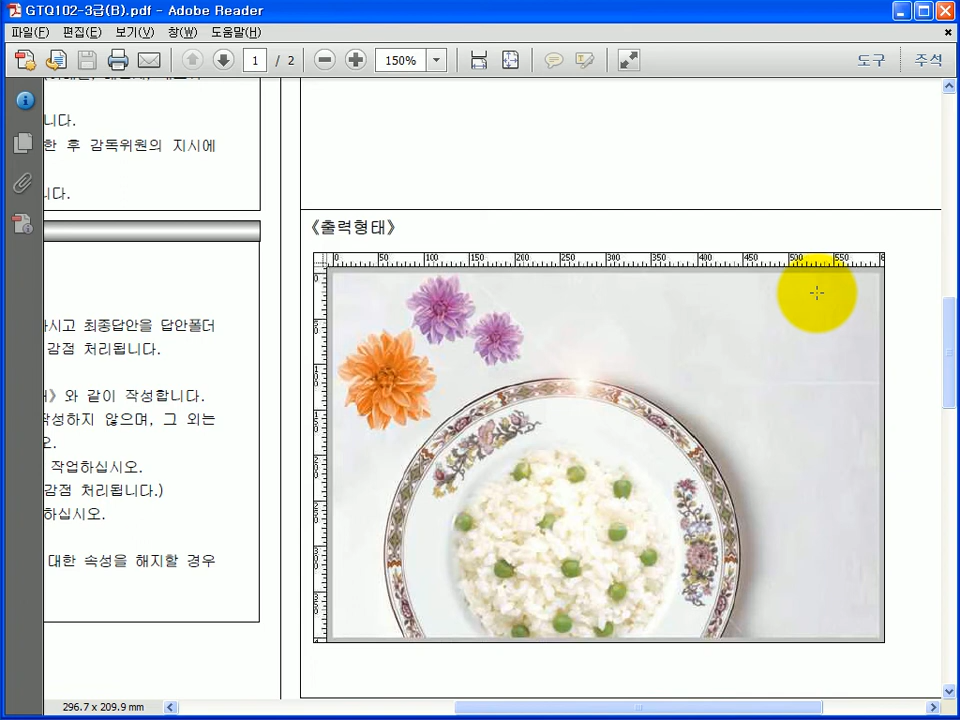 GTQ102-3급(B).pdf - Adobe Reader
파일(F) 편집(E) 보기(V) 창(W) 도움말(H)
1 / 2 150% 도구 주석
니다.
한 후 감독위원의 지시에
니다.
하시고 최종답안을 답안폴더
감점 처리됩니다.
》와 같이 작성합니다.
작성하지 않으며, 그 외는
오.
작업하십시오.
감점 처리됩니다.)
하십시오.
대한 속성을 해지할 경우
《출력형태》
0 50 100 150 200 250 300 350 400 450 500 550
296.7 x 209.9 mm